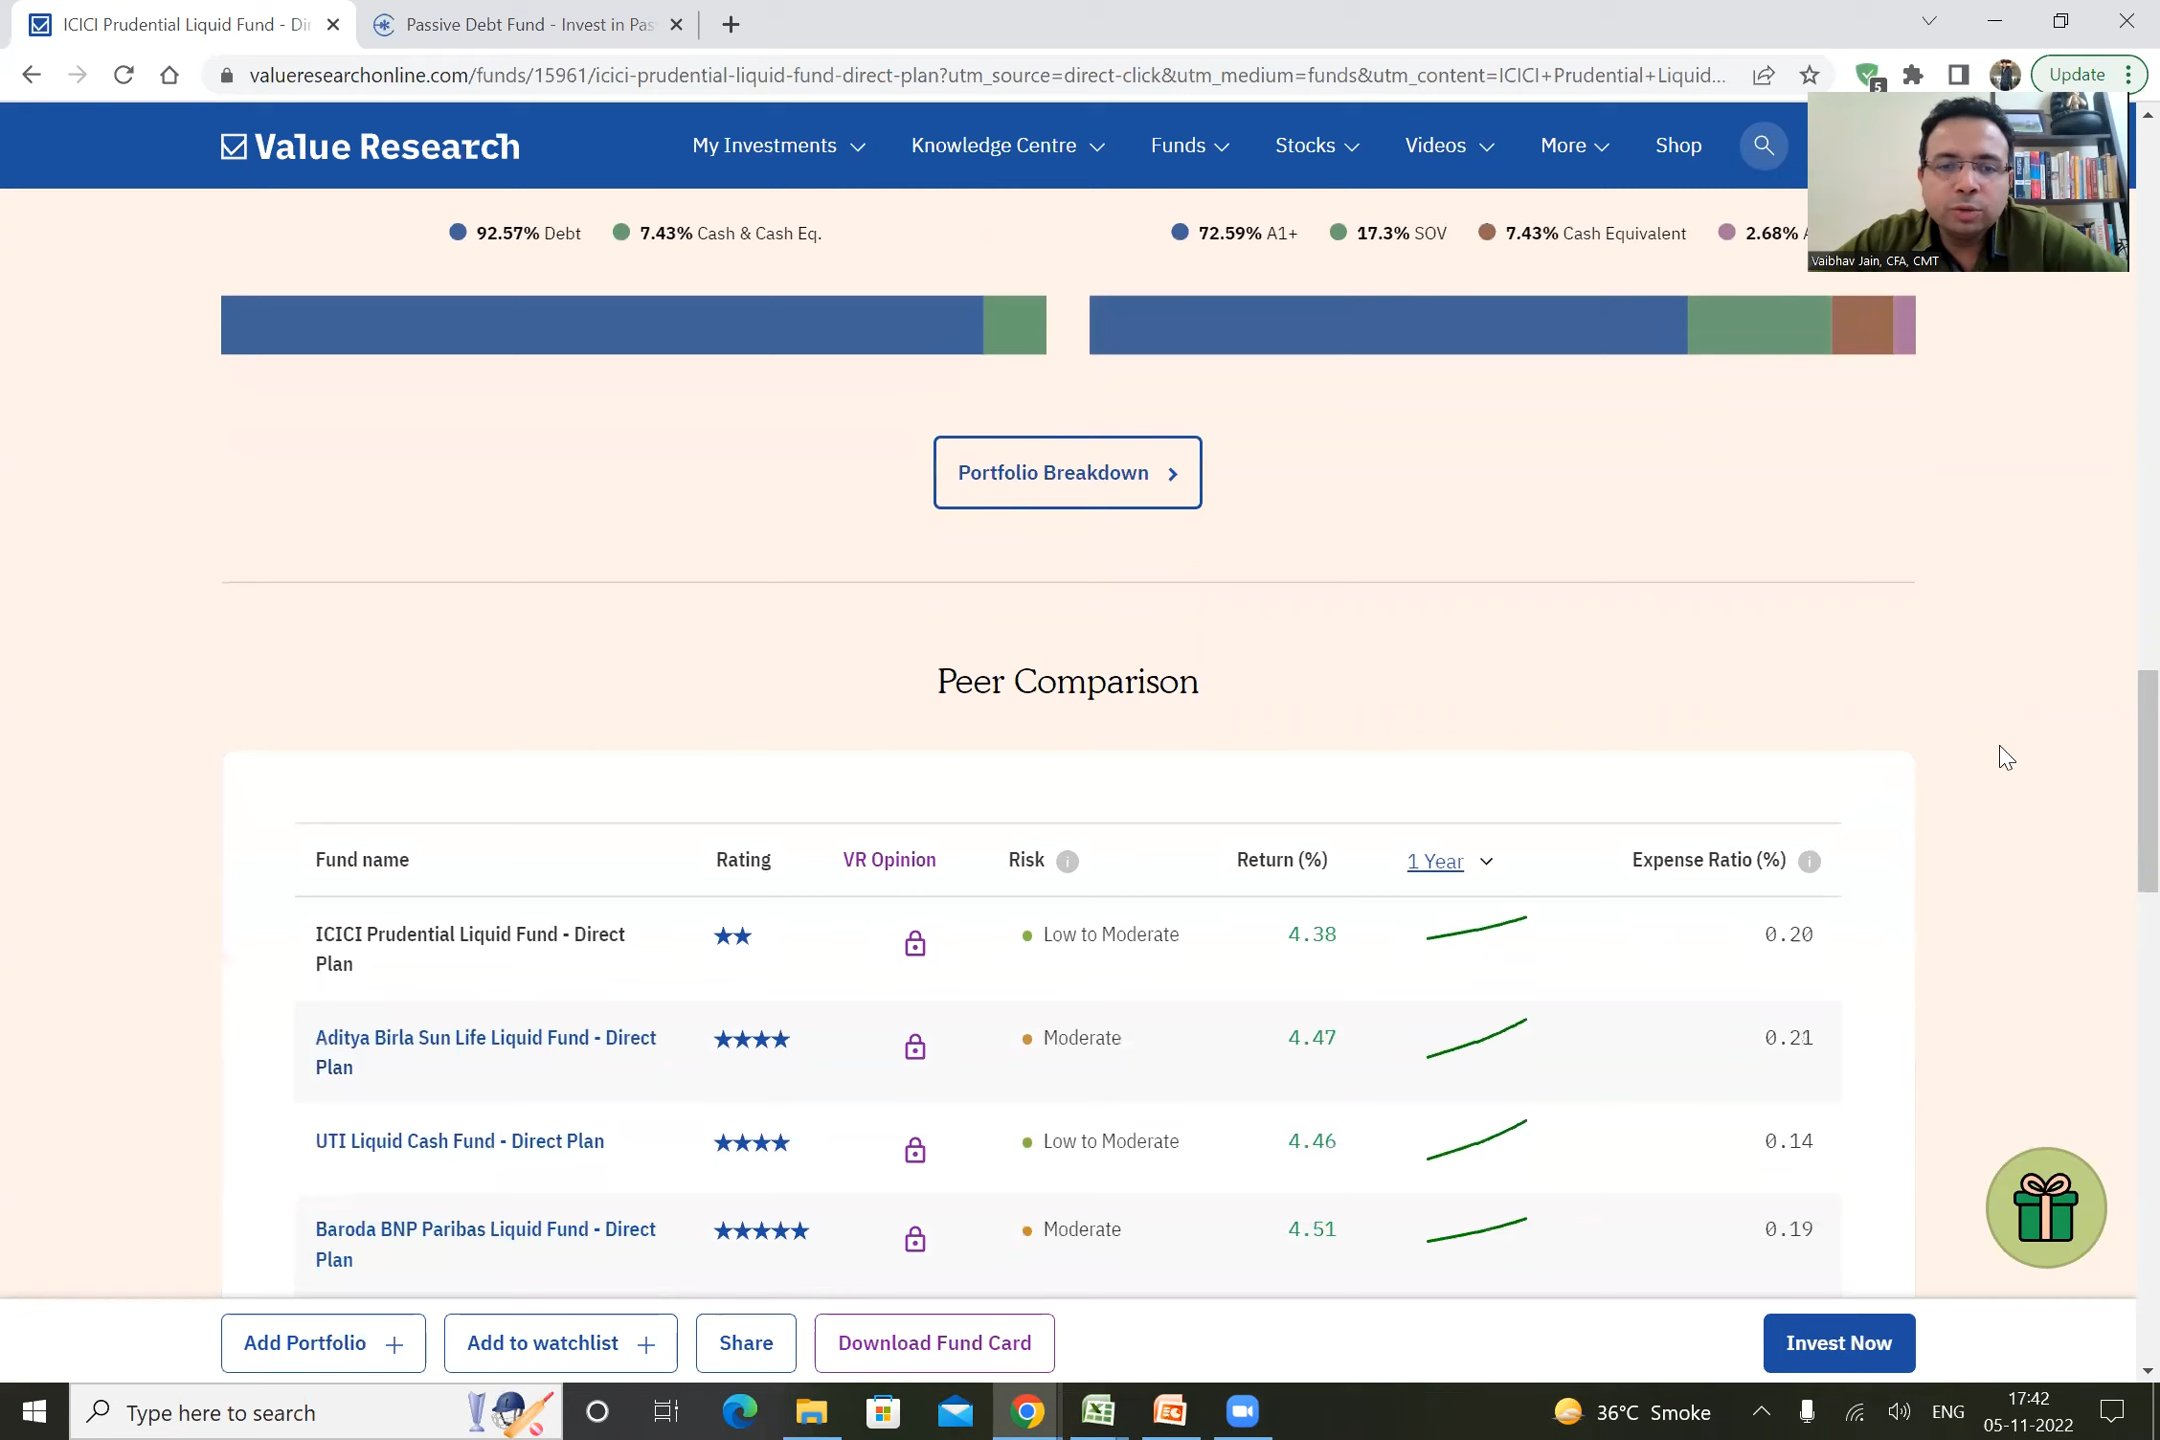 ICICI Prudential Liquid Fund - Di
Passive Debt Fund - Invest in Pas
valueresearchonline.com/funds/15961/icici-prudential-liquid-fund-direct-plan?utm_source=direct-click&utm_medium=funds&utm_content=ICICI+Prudential+Liquid...
5
Update
Value Research
My Investments
Knowledge Centre
Funds
Stocks
Videos
More
Shop
Vaibhav Jain, CFA, CMT
92.57% Debt
7.43% Cash & Cash Eq.
72.59% A1+
17.3% SOV
7.43% Cash Equivalent
2.68%
Portfolio Breakdown
Peer Comparison
Fund name Rating VR Opinion Risk Return (%) 1 Year Expense Ratio (%)
ICICI Prudential Liquid Fund - Direct
Plan
Low to Moderate 4.38 0.20
Aditya Birla Sun Life Liquid Fund - Direct
Plan
Moderate 4.47 0.21
UTI Liquid Cash Fund - Direct Plan
Low to Moderate 4.46 0.14
Baroda BNP Paribas Liquid Fund - Direct
Plan
Moderate 4.51 0.19
Add Portfolio +
Add to watchlist +
Share
Download Fund Card
Invest Now
Type here to search
36°C Smoke
ENG
17:42
05-11-2022